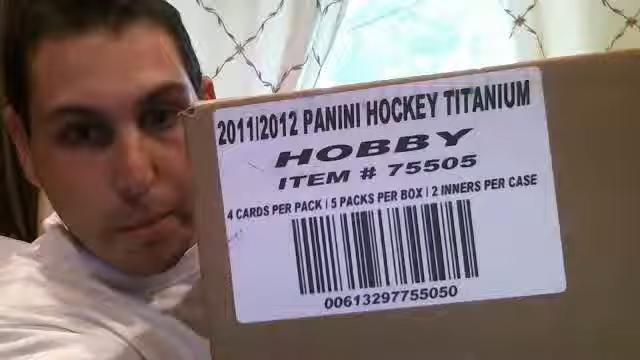 2011/2012 PANINI HOCKEY TITANIUM
HOBBY
ITEM # 75505
4 CARDS PER PACK | 5 PACKS PER BOX | 2 INNERS PER CASE
00613297755050